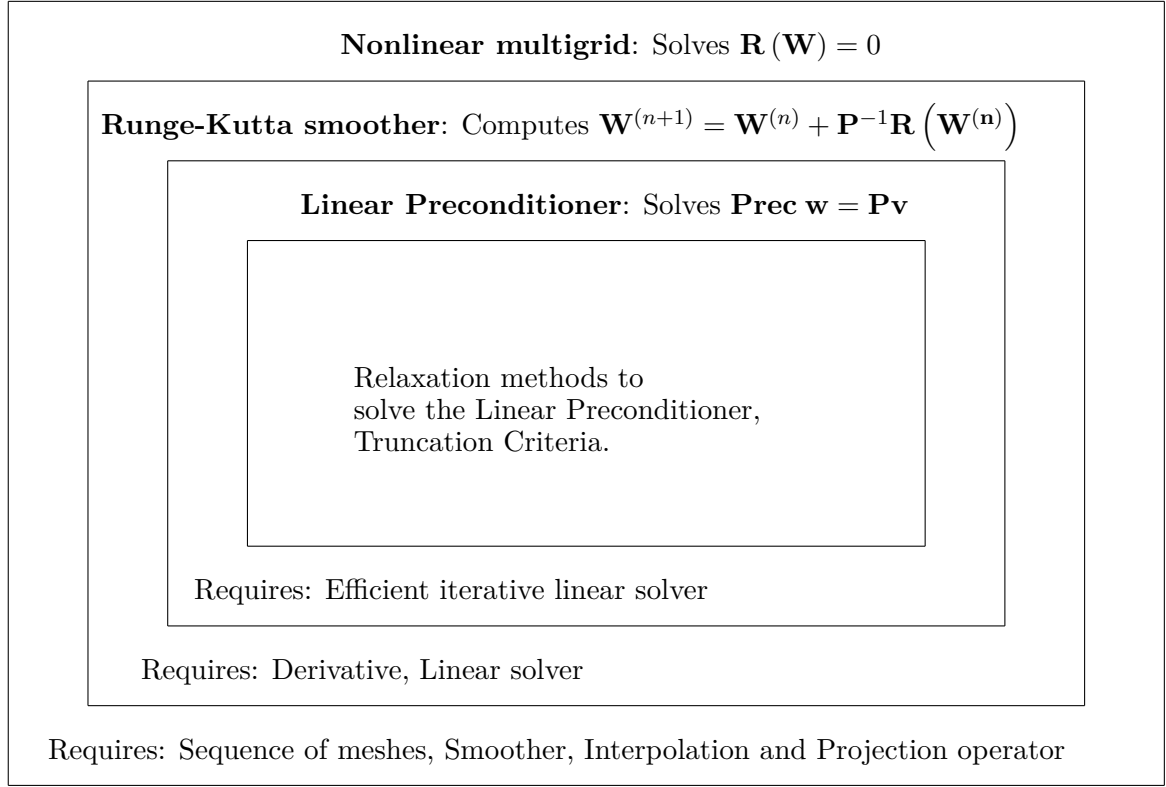 Nonlinear multigrid: Solves R (W) = 0
Runge-Kutta smoother: Computes W^(n+1) = W^(n) + P^−1 R (W^(n))
Linear Preconditioner: Solves Prec w = Pv
Relaxation methods to
solve the Linear Preconditioner,
Truncation Criteria.
Requires: Efficient iterative linear solver
Requires: Derivative, Linear solver
Requires: Sequence of meshes, Smoother, Interpolation and Projection operator